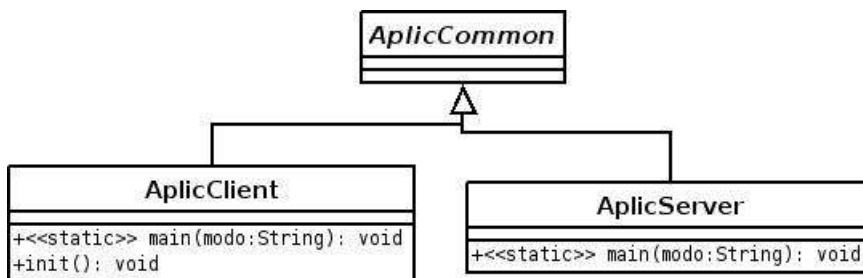 AplicCommon
AplicClient
+<<static>> main(modo:String): void
+init(): void
AplicServer
+<<static>> main(modo:String): void